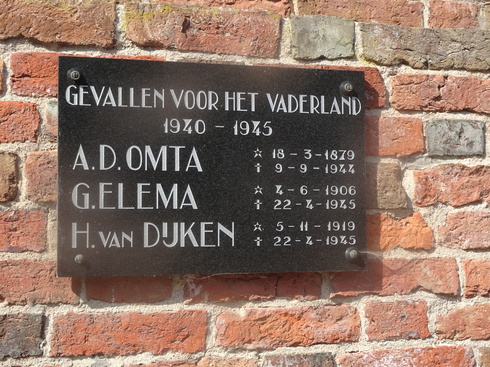 GEVALLEN VOOR HET VADERLAND
1940 - 1945
A.D. OMTA ☆ 18-3-1879
† 9-9-1944
G. ELEMA ☆ 4-6-1906
† 22-4-1945
H. van DIJKEN ☆ 5-11-1919
† 22-4-1945